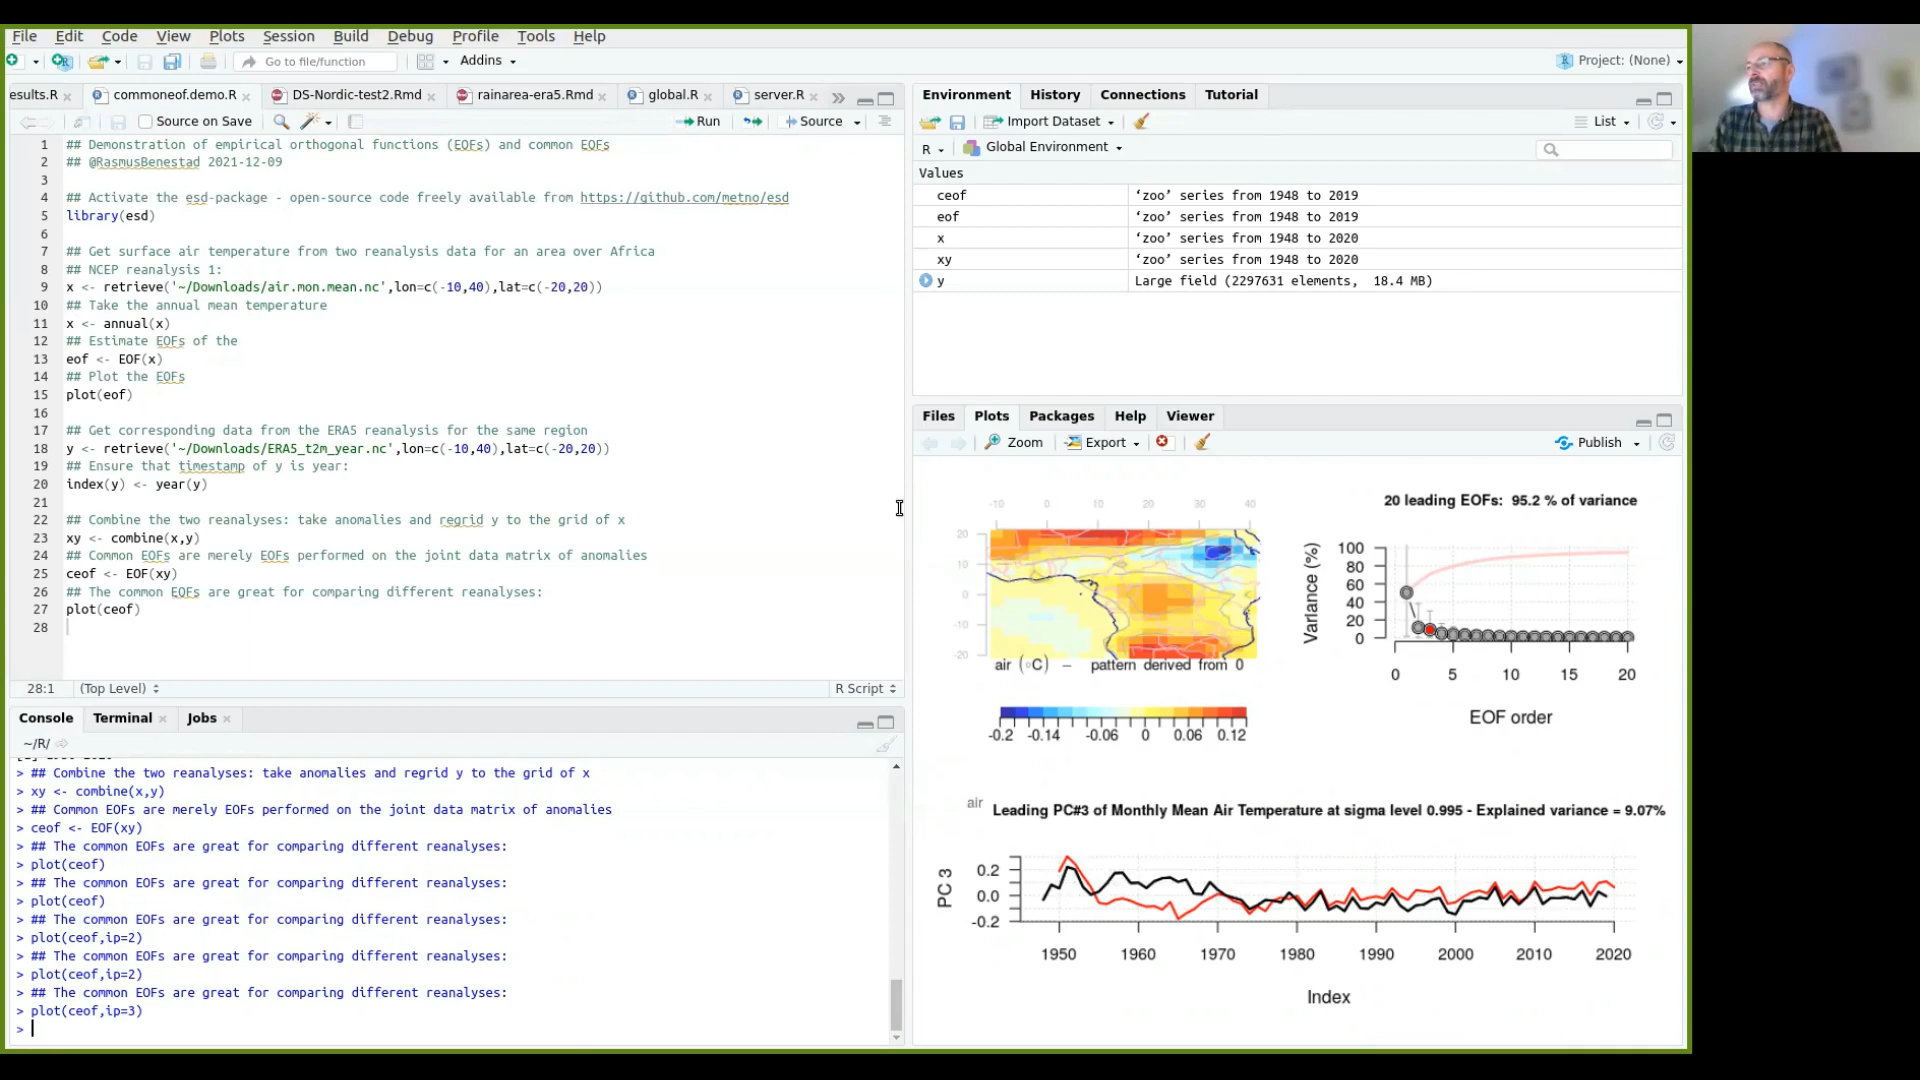 File Edit Code View Plots Session Build Debug Profile Tools Help
Go to file/function Addins Project: (None)
esults.R commoneof.demo.R DS-Nordic-test2.Rmd rainarea-era5.Rmd global.R server.R
Source on Save Run Source
1 ## Demonstration of empirical orthogonal functions (EOFs) and common EOFs
2 ## @RasmusBenestad 2021-12-09
3
4 ## Activate the esd-package - open-source code freely available from https://github.com/metno/esd
5 library(esd)
6
7 ## Get surface air temperature from two reanalysis data for an area over Africa
8 ## NCEP reanalysis 1:
9 x <- retrieve('~/Downloads/air.mon.mean.nc',lon=c(-10,40),lat=c(-20,20))
10 ## Take the annual mean temperature
11 x <- annual(x)
12 ## Estimate EOFs of the
13 eof <- EOF(x)
14 ## Plot the EOFs
15 plot(eof)
16
17 ## Get corresponding data from the ERA5 reanalysis for the same region
18 y <- retrieve('~/Downloads/ERA5_t2m_year.nc',lon=c(-10,40),lat=c(-20,20))
19 ## Ensure that timestamp of y is year:
20 index(y) <- year(y)
21
22 ## Combine the two reanalyses: take anomalies and regrid y to the grid of x
23 xy <- combine(x,y)
24 ## Common EOFs are merely EOFs performed on the joint data matrix of anomalies
25 ceof <- EOF(xy)
26 ## The common EOFs are great for comparing different reanalyses:
27 plot(ceof)
28
28:1 (Top Level) R Script
Console Terminal Jobs
~/R/
> ## Combine the two reanalyses: take anomalies and regrid y to the grid of x
> xy <- combine(x,y)
> ## Common EOFs are merely EOFs performed on the joint data matrix of anomalies
> ceof <- EOF(xy)
> ## The common EOFs are great for comparing different reanalyses:
> plot(ceof)
> ## The common EOFs are great for comparing different reanalyses:
> plot(ceof)
> ## The common EOFs are great for comparing different reanalyses:
> plot(ceof,ip=2)
> ## The common EOFs are great for comparing different reanalyses:
> plot(ceof,ip=2)
> ## The common EOFs are great for comparing different reanalyses:
> plot(ceof,ip=3)
>
Environment History Connections Tutorial
Import Dataset List
R Global Environment
Values
ceof ‘zoo’ series from 1948 to 2019
eof ‘zoo’ series from 1948 to 2019
x ‘zoo’ series from 1948 to 2020
xy ‘zoo’ series from 1948 to 2020
y Large field (2297631 elements, 18.4 MB)
Files Plots Packages Help Viewer
Zoom Export Publish
-10 0 10 20 30 40
20
10
0
-10
-20
air (°C) – pattern derived from 0
-0.2 -0.14 -0.06 0 0.06 0.12
20 leading EOFs: 95.2 % of variance
Variance (%)
100
80
60
40
20
0
0 5 10 15 20
EOF order
air Leading PC#3 of Monthly Mean Air Temperature at sigma level 0.995 - Explained variance = 9.07%
PC 3
0.2
0.0
-0.2
1950 1960 1970 1980 1990 2000 2010 2020
Index